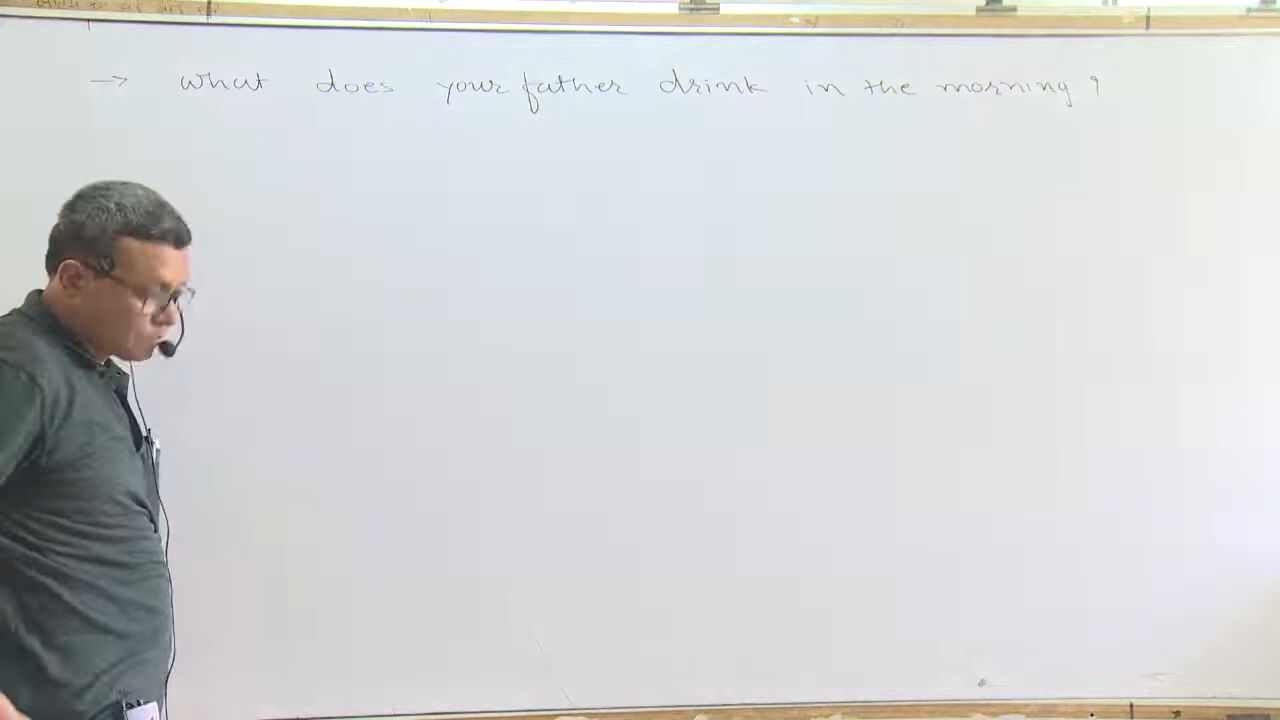 → what does your father drink in the morning ?